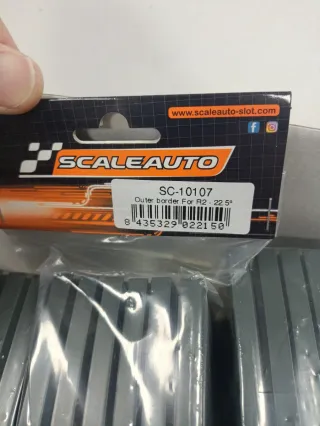 www.scaleauto-slot.com
SCALEAUTO
SC-10107
Outer border For R2 - 22.5º
8 435329 022150